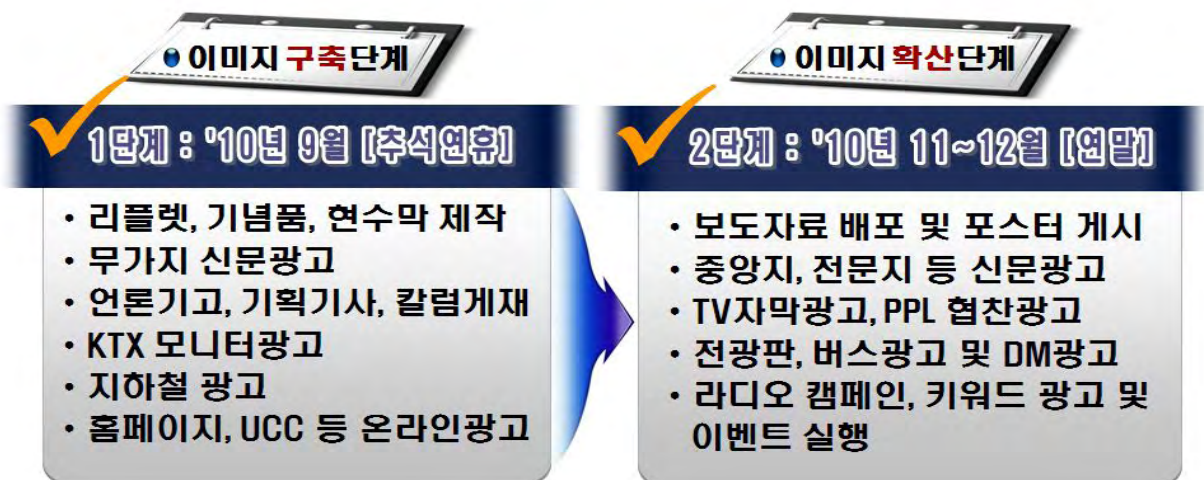 이미지 구축단계
1단계 : '10년 9월 [추석연휴]
• 리플렛, 기념품, 현수막 제작
• 무가지 신문광고
• 언론기고, 기획기사, 칼럼게재
• KTX 모니터광고
• 지하철 광고
• 홈페이지, UCC 등 온라인광고
이미지 확산단계
2단계 : '10년 11~12월 [연말]
• 보도자료 배포 및 포스터 게시
• 중앙지, 전문지 등 신문광고
• TV자막광고, PPL 협찬광고
• 전광판, 버스광고 및 DM광고
• 라디오 캠페인, 키워드 광고 및
이벤트 실행